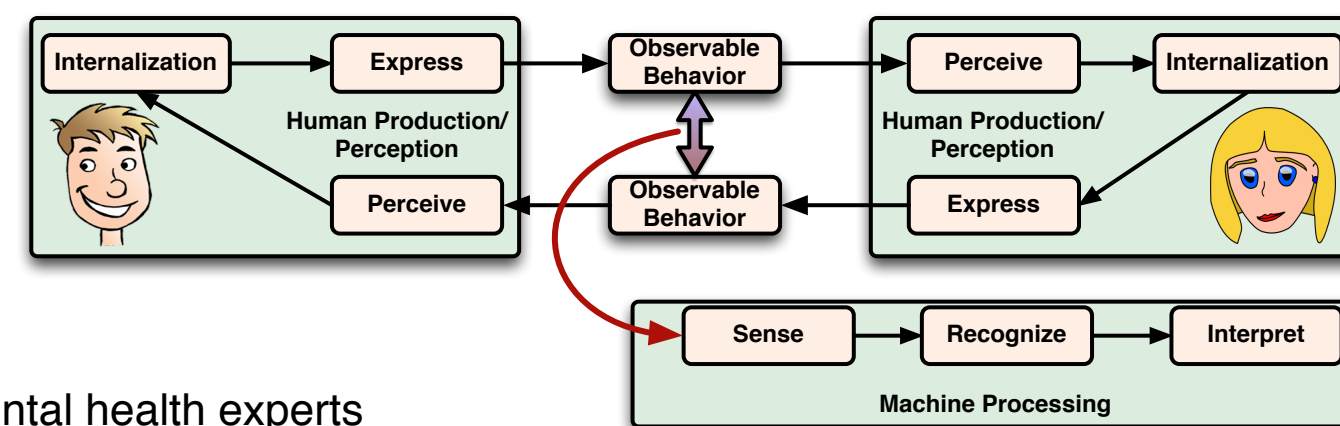 Internalization
Express
Observable
Behavior
Perceive
Internalization
Human Production/
Perception
Human Production/
Perception
Perceive
Observable
Behavior
Express
Sense
Recognize
Interpret
Machine Processing
ntal health experts